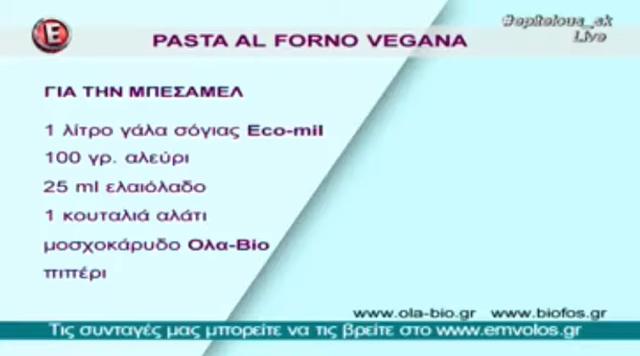 E
#epitelous_ek
Live
PASTA AL FORNO VEGANA
ΓΙΑ ΤΗΝ ΜΠΕΣΑΜΕΛ
1 λίτρο γάλα σόγιας Eco-mil
100 γρ. αλεύρι
25 ml ελαιόλαδο
1 κουταλιά αλάτι
μοσχοκάρυδο Ολα-Bio
πιπέρι
www.ola-bio.gr www.biofos.gr
Τις συνταγές μας μπορείτε να τις βρείτε στο www.emvolos.gr